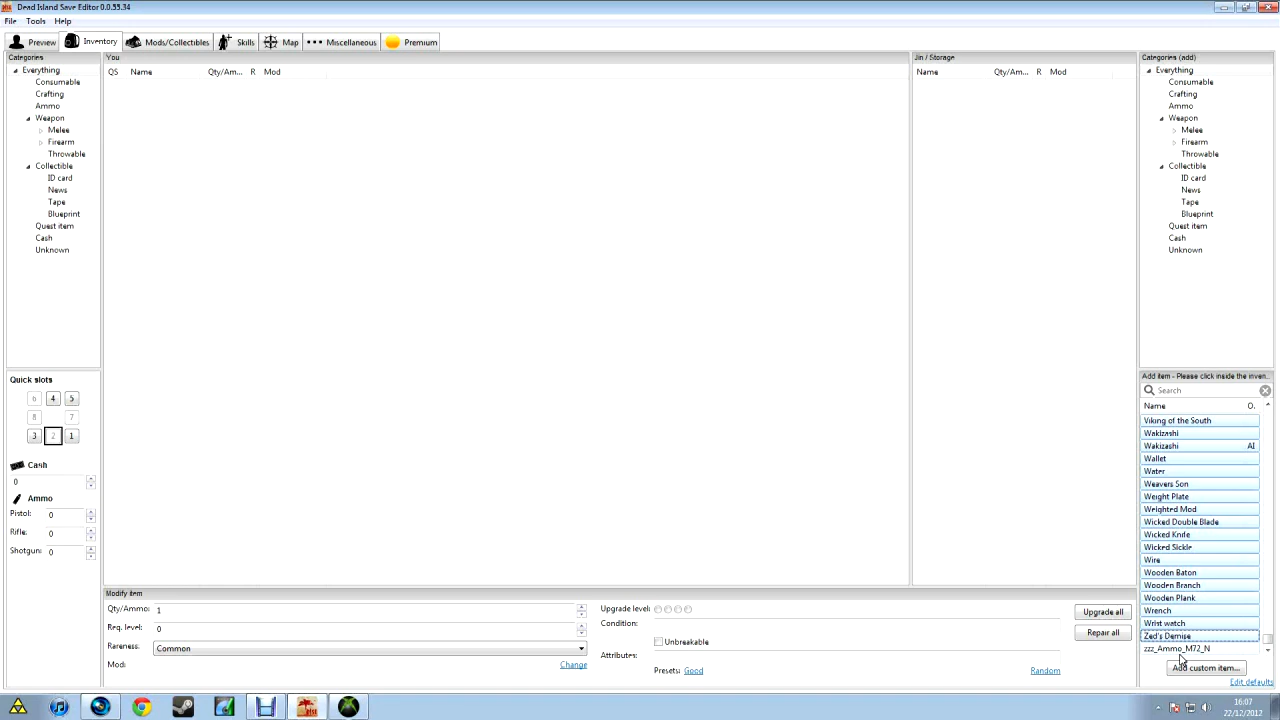 Dead Island Save Editor 0.0.55.34
File Tools Help
Preview Inventory Mods/Collectibles Skills Map Miscellaneous Premium
Categories
Everything
Consumable
Crafting
Ammo
Weapon
Melee
Firearm
Throwable
Collectible
ID card
News
Tape
Blueprint
Quest item
Cash
Unknown
Quick slots
6 4 5
8 7
3 2 1
Cash
0
Ammo
Pistol: 0
Rifle: 0
Shotgun: 0
You
QS Name Qty/Am... R Mod
Jin / Storage
Name Qty/Am... R Mod
Modify item
Qty/Ammo: 1
Req. level: 0
Rareness: Common
Mod: Change
Upgrade level:
Condition:
Unbreakable
Attributes:
Presets: Good Random
Upgrade all
Repair all
Categories (add)
Everything
Consumable
Crafting
Ammo
Weapon
Melee
Firearm
Throwable
Collectible
ID card
News
Tape
Blueprint
Quest item
Cash
Unknown
Add item - Please click inside the inven...
Search
Name O.
Viking of the South
Wakizashi
Wakizashi AI
Wallet
Water
Weavers Son
Weight Plate
Weighted Mod
Wicked Double Blade
Wicked Knife
Wicked Sickle
Wire
Wooden Baton
Wooden Branch
Wooden Plank
Wrench
Wrist watch
Zed's Demise
zzz_Ammo_M72_N
Add custom item...
Edit defaults
16:07
22/12/2012